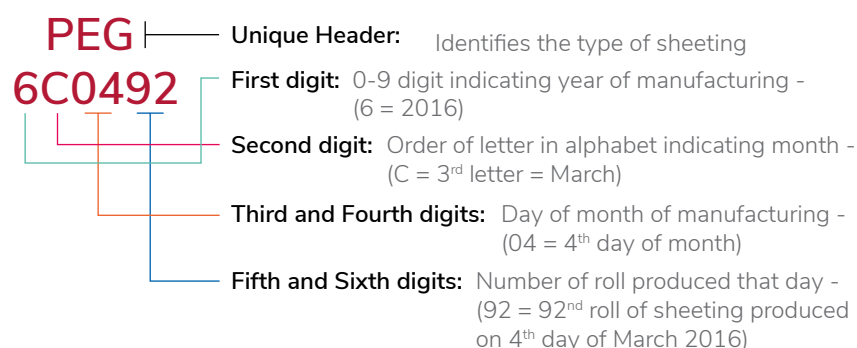 PEG Unique Header: Identifies the type of sheeting
6C0492 First digit: 0-9 digit indicating year of manufacturing -
(6 = 2016)
Second digit: Order of letter in alphabet indicating month -
(C = 3rd letter = March)
Third and Fourth digits: Day of month of manufacturing -
(04 = 4th day of month)
Fifth and Sixth digits: Number of roll produced that day -
(92 = 92nd roll of sheeting produced
on 4th day of March 2016)